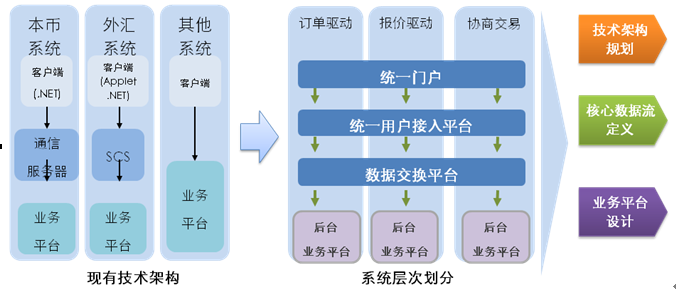 本币
系统
客户端
(.NET)
通信
服务器
业务
平台
外汇
系统
客户端
(Applet
.NET)
SCS
业务
平台
其他
系统
客户端
业务
平台
现有技术架构
订单驱动
报价驱动
协商交易
统一门户
统一用户接入平台
数据交换平台
后台
业务平台
后台
业务平台
后台
业务平台
系统层次划分
技术架构
规划
核心数据流
定义
业务平台
设计